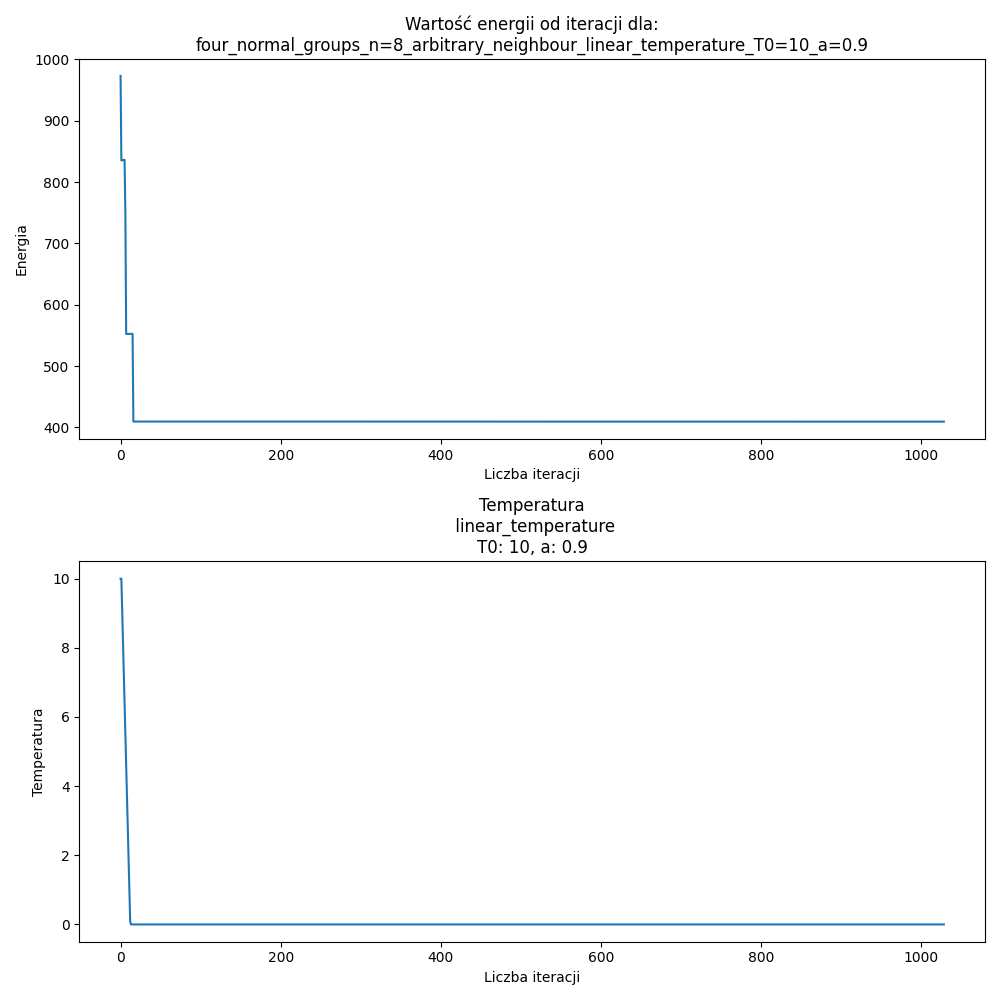 Wartość energii od iteracji dla:
four_normal_groups_n=8_arbitrary_neighbour_linear_temperature_T0=10_a=0.9
1000
900
800
700
600
500
400
Energia
0 200 400 600 800 1000
Liczba iteracji
Temperatura
linear_temperature
T0: 10, a: 0.9
10
8
6
4
2
0
Temperatura
0 200 400 600 800 1000
Liczba iteracji